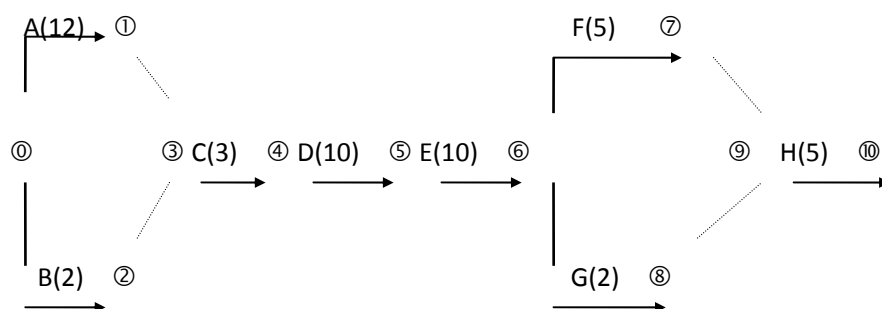 A(12) ① F(5) ⑦
⓪ ③ C(3) ④ D(10) ⑤ E(10) ⑥ ⑨ H(5) ⑩
B(2) ② G(2) ⑧